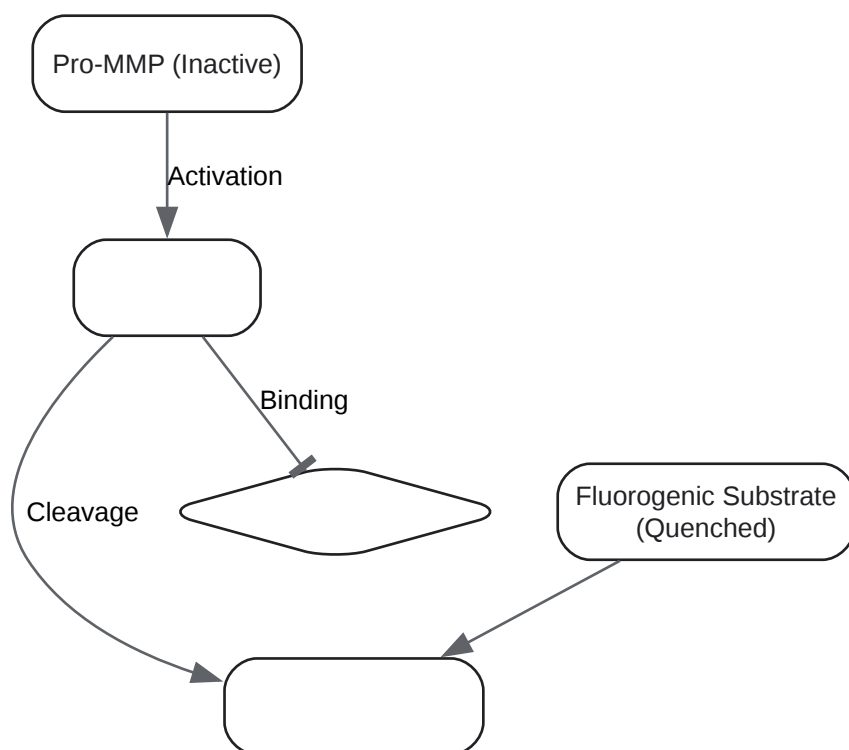 Pro-MMP (Inactive)
Activation
Binding
Cleavage
Fluorogenic Substrate
(Quenched)